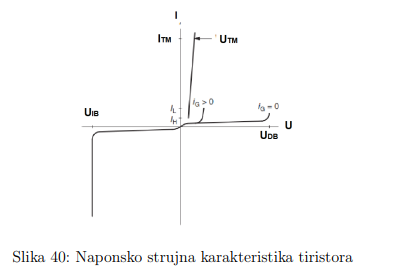 I
ITM
UTM
IL
IG > 0
IG = 0
UIB
IH
U
UDB
Slika 40: Naponsko strujna karakteristika tiristora